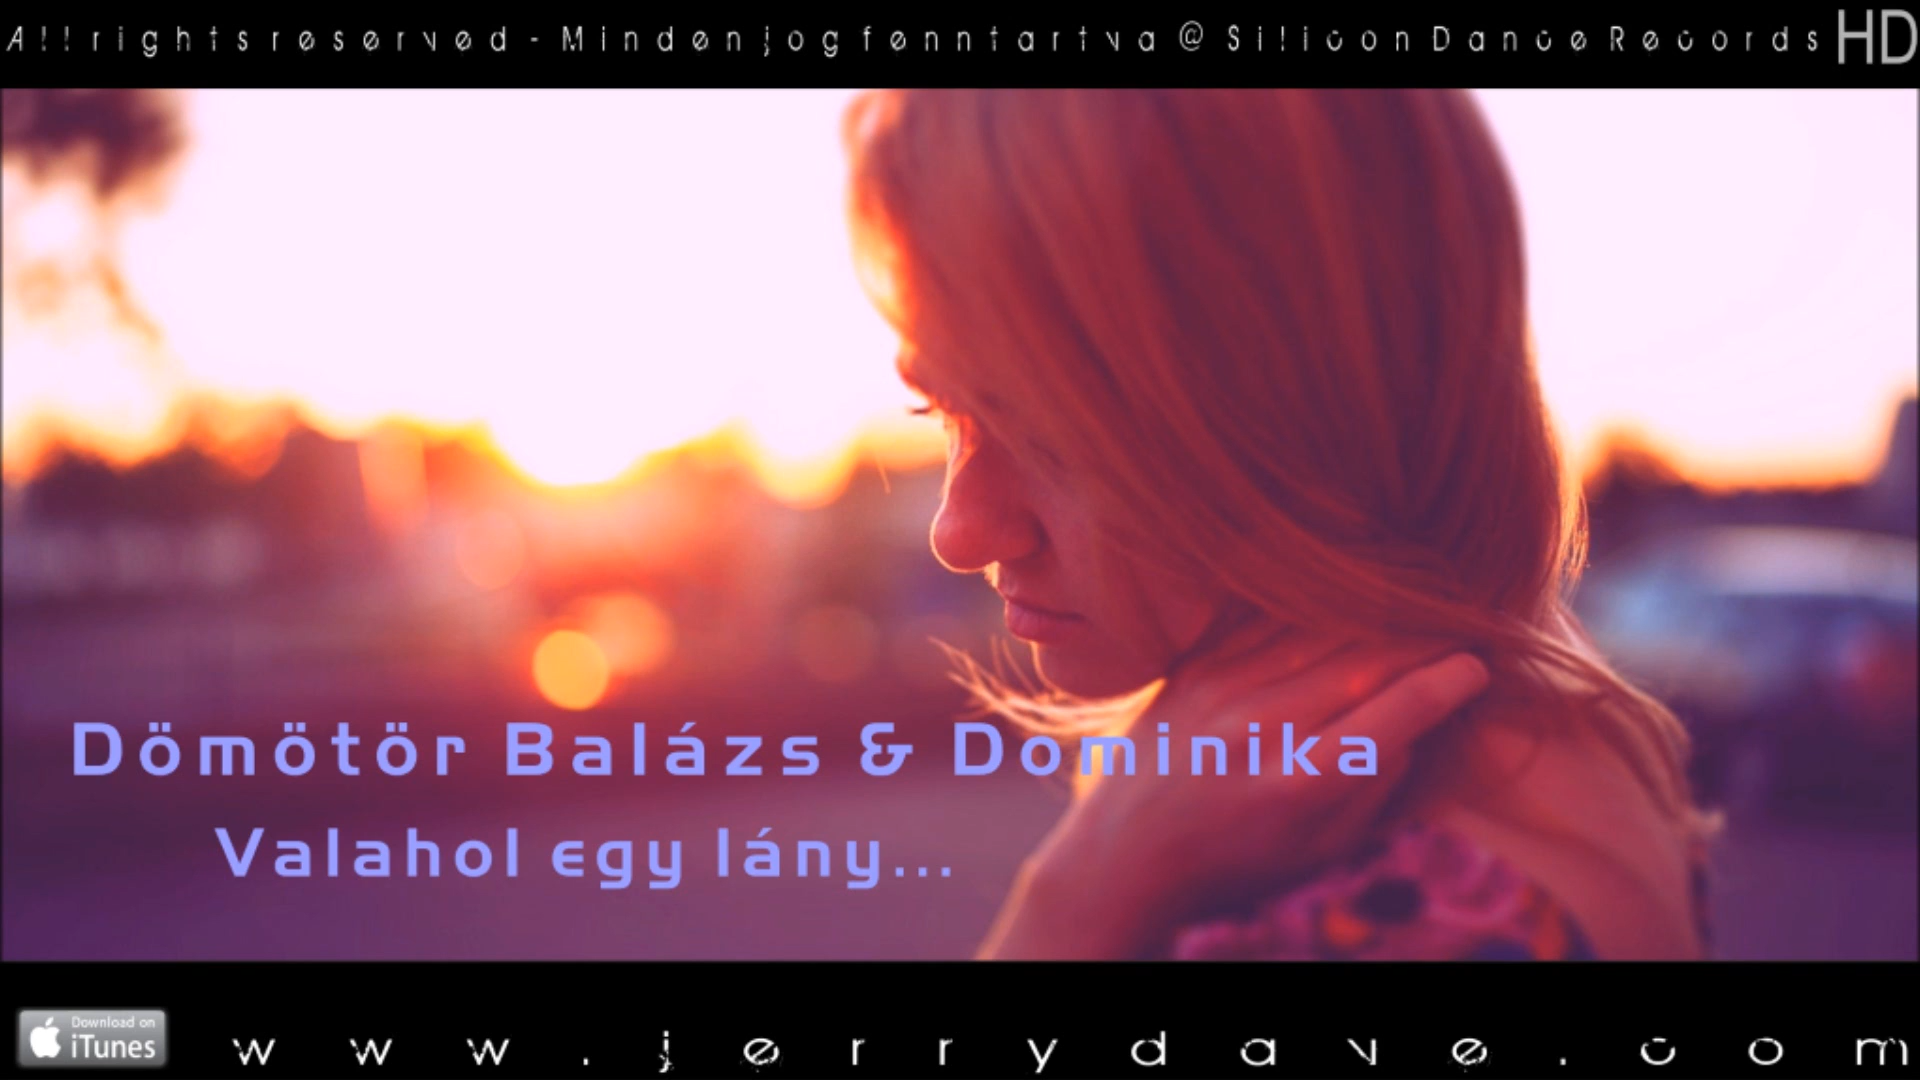 All rights reserved - Minden jog fenntartva @ Silicon Dance Records HD
Dömötör Balázs & Dominika
Valahol egy lány...
Download on
iTunes
www.jerrydave.com